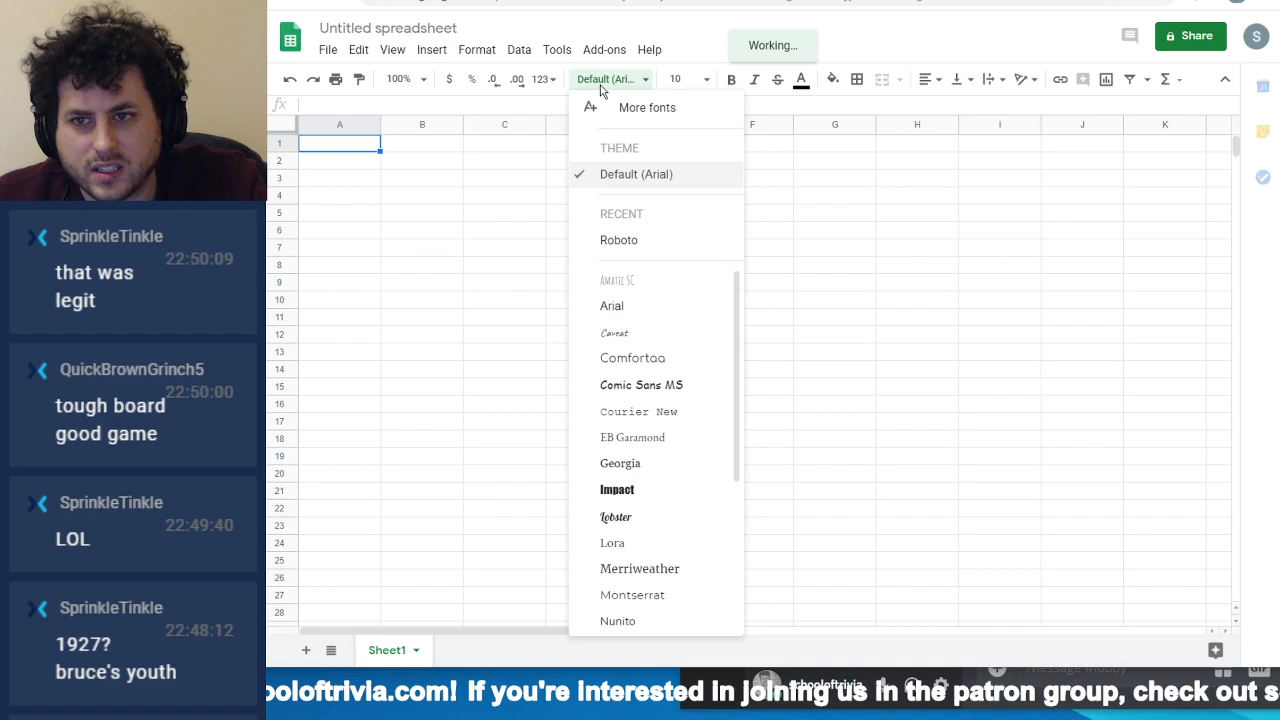 Untitled spreadsheet
File Edit View Insert Format Data Tools Add-ons Help
Working...
Share
S
100% $ % .0 .00 123 Default (Ari... 10 B I S A
fx
More fonts
A B C F G H I J K
THEME
Default (Arial)
RECENT
Roboto
Amatic SC
Arial
Caveat
Comfortaa
Comic Sans MS
Courier New
EB Garamond
Georgia
Impact
Lobster
Lora
Merriweather
Montserrat
Nunito
1
2
3
4
5
6
7
8
9
10
11
12
13
14
15
16
17
18
19
20
21
22
23
24
25
26
27
28
Sheet1
SprinkleTinkle
22:50:09
that was
legit
QuickBrownGrinch5
22:50:00
tough board
good game
SprinkleTinkle
22:49:40
LOL
SprinkleTinkle
22:48:12
1927?
bruce's youth
schooloftrivia
Message #lobby
GIF
ooloftrivia.com! If you're interested in joining us in the patron group, check out s